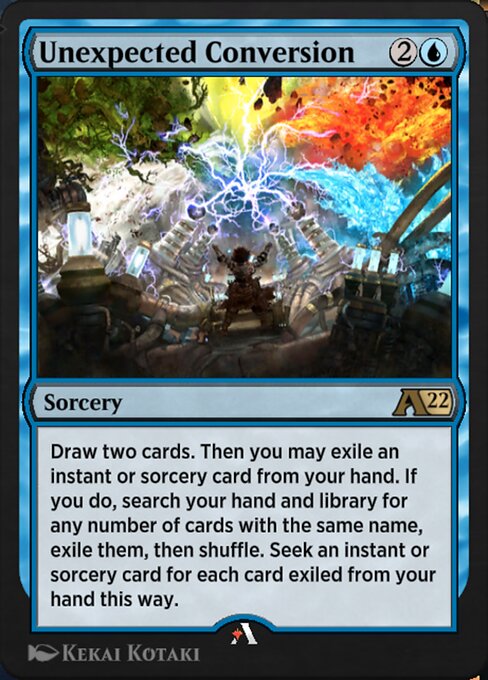 Unexpected Conversion 2
Sorcery A22
Draw two cards. Then you may exile an
instant or sorcery card from your hand. If
you do, search your hand and library for
any number of cards with the same name,
exile them, then shuffle. Seek an instant or
sorcery card for each card exiled from your
hand this way.
Kekai Kotaki